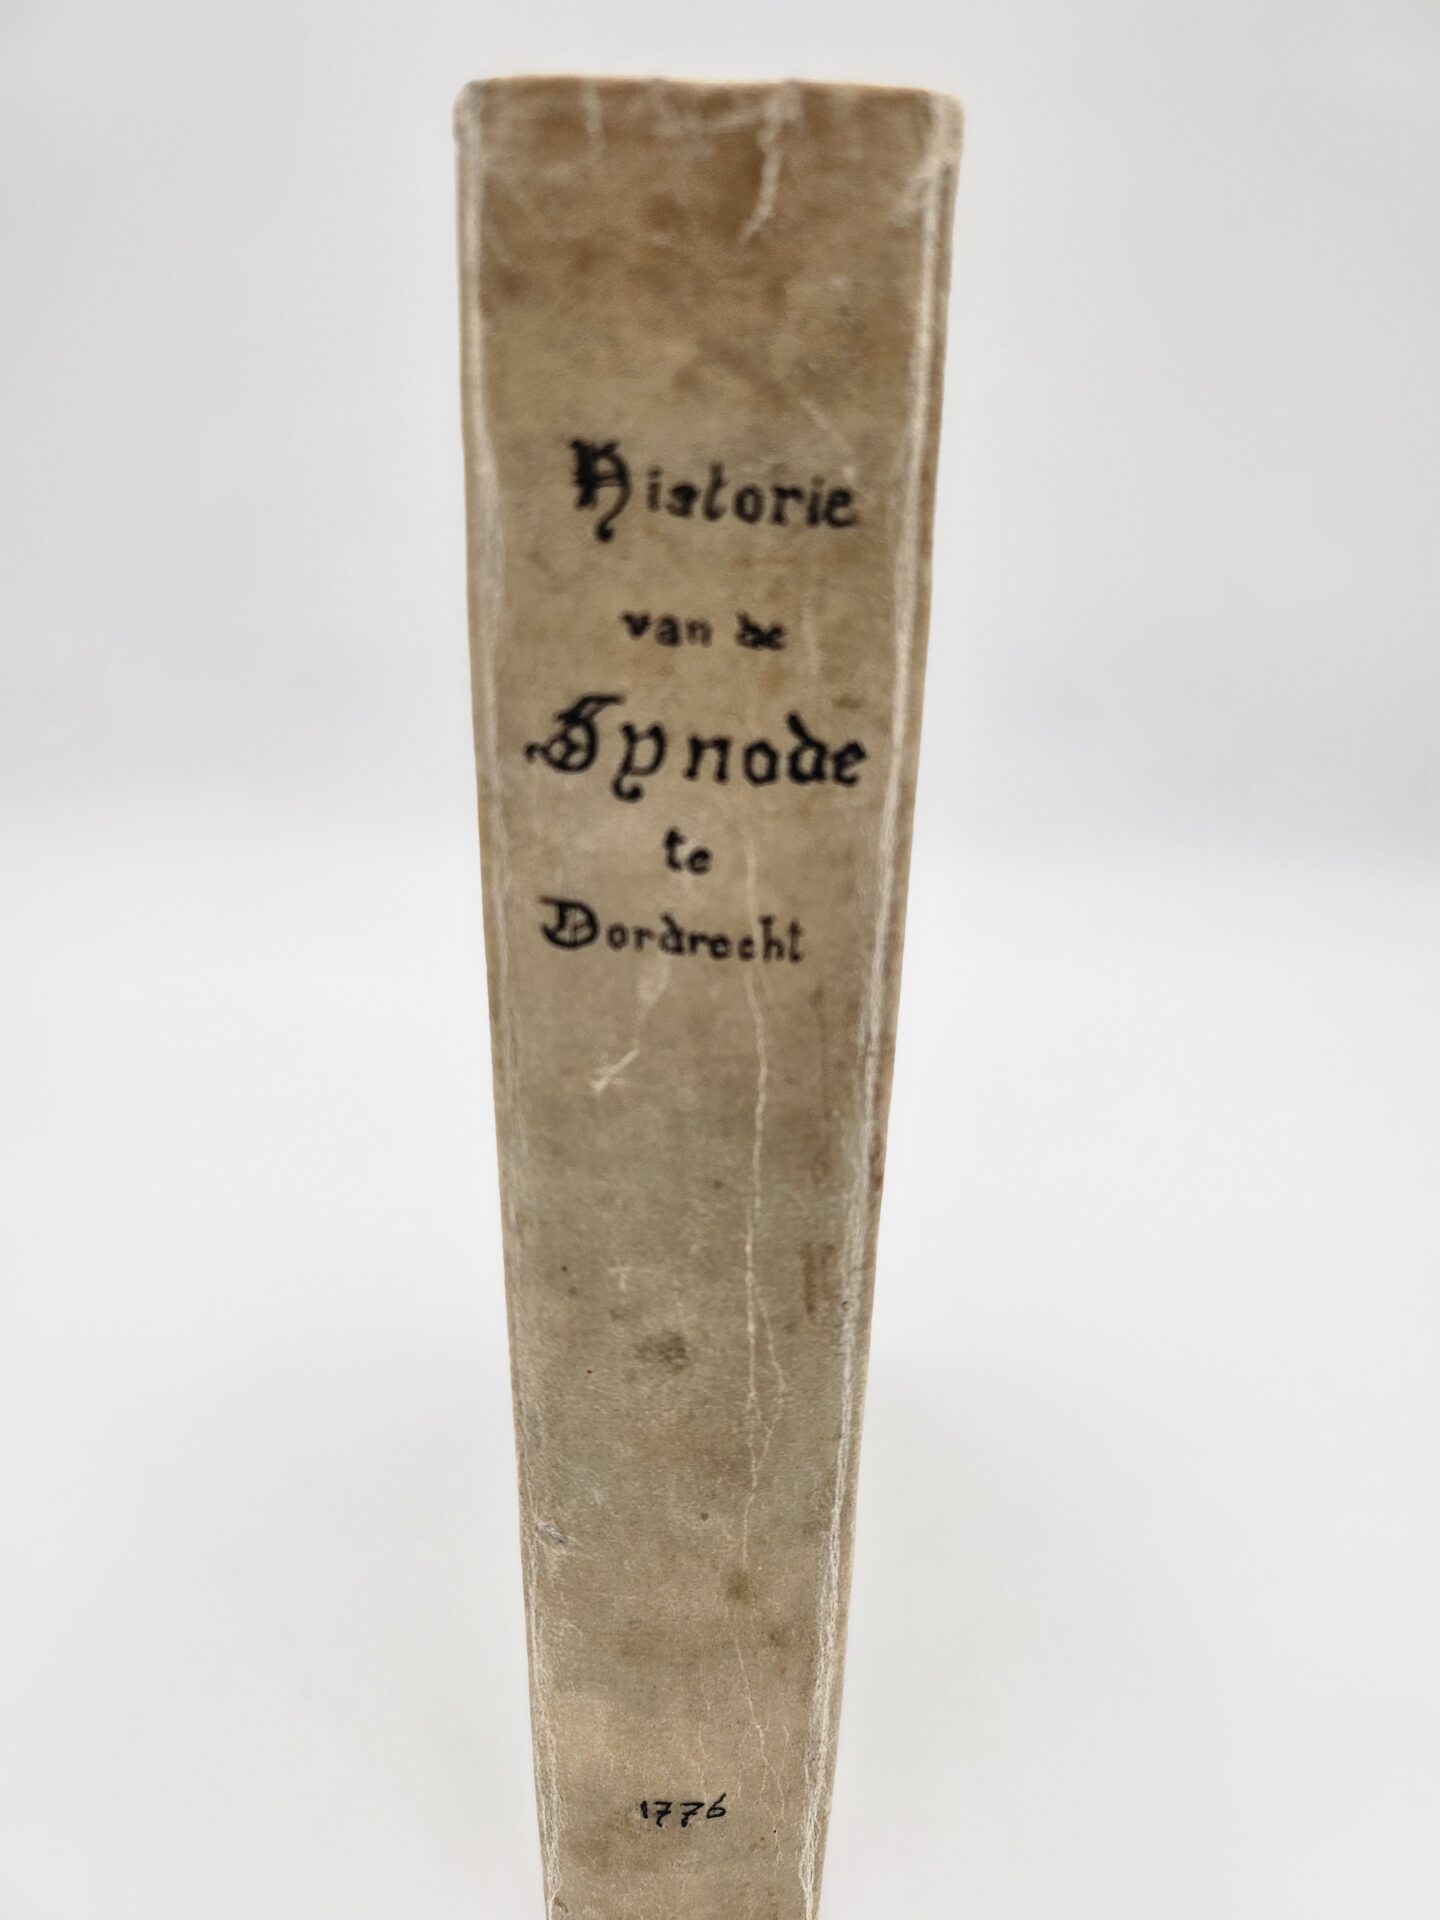 Historie
van de
Synode
te
Dordrecht
1776